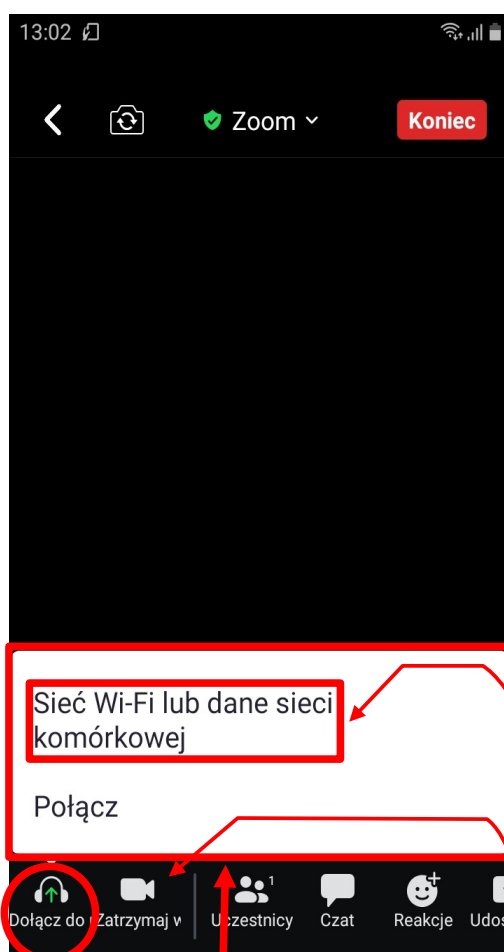 13:02
Zoom
Koniec
Sieć Wi-Fi lub dane sieci
komórkowej
Połącz
1
Dołącz do Zatrzymaj w Uczestnicy Czat Reakcje Udos